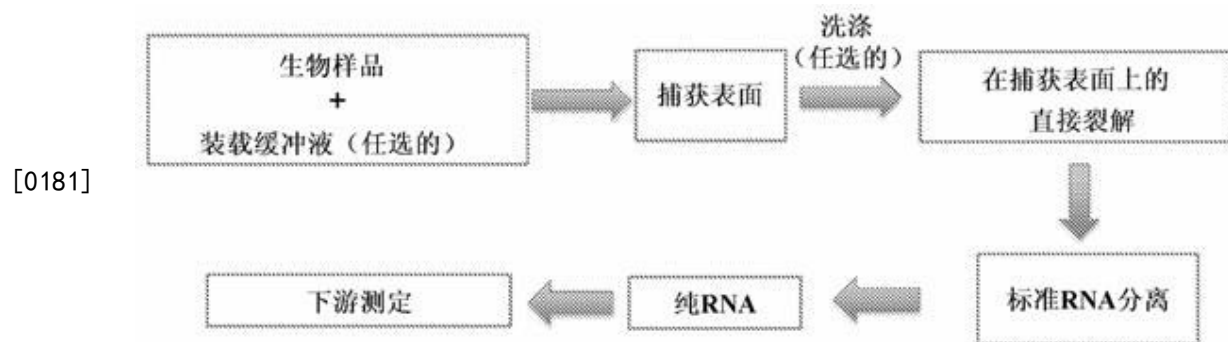 生物样品
+
装载缓冲液（任选的）
捕获表面
洗涤
（任选的）
在捕获表面上的
直接裂解
[0181]
标准RNA分离
纯RNA
下游测定